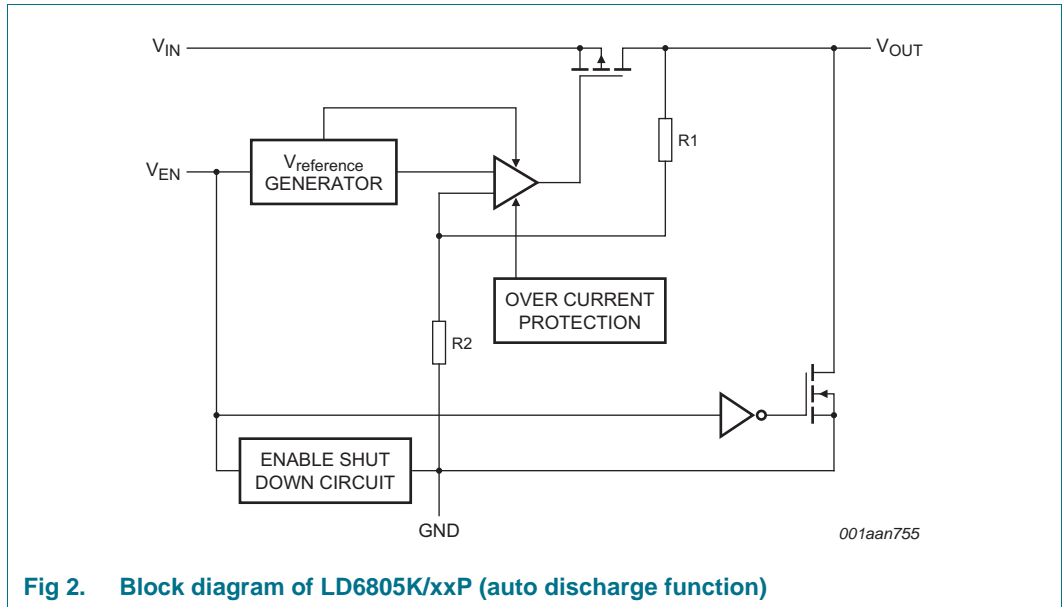 VIN
VOUT
R1
VEN
Vreference
GENERATOR
OVER CURRENT
PROTECTION
R2
ENABLE SHUT
DOWN CIRCUIT
GND
001aan755
Fig 2. Block diagram of LD6805K/xxP (auto discharge function)